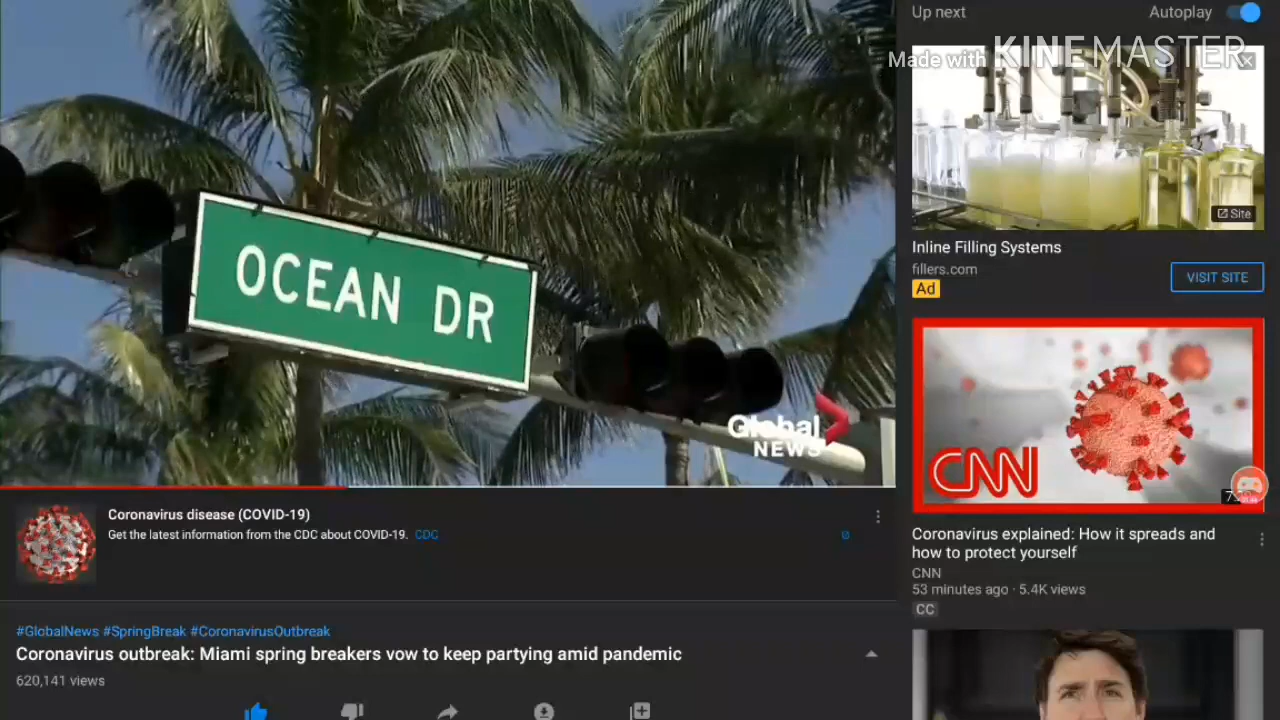 Up next
Autoplay
Made with KINEMASTER
OCEAN DR
Global
NEWS
Site
Inline Filling Systems
fillers.com
Ad
VISIT SITE
CNN
Coronavirus disease (COVID-19)
Get the latest information from the CDC about COVID-19. CDC
Coronavirus explained: How it spreads and
how to protect yourself
CNN
53 minutes ago · 5.4K views
CC
#GlobalNews #SpringBreak #CoronavirusOutbreak
Coronavirus outbreak: Miami spring breakers vow to keep partying amid pandemic
620,141 views